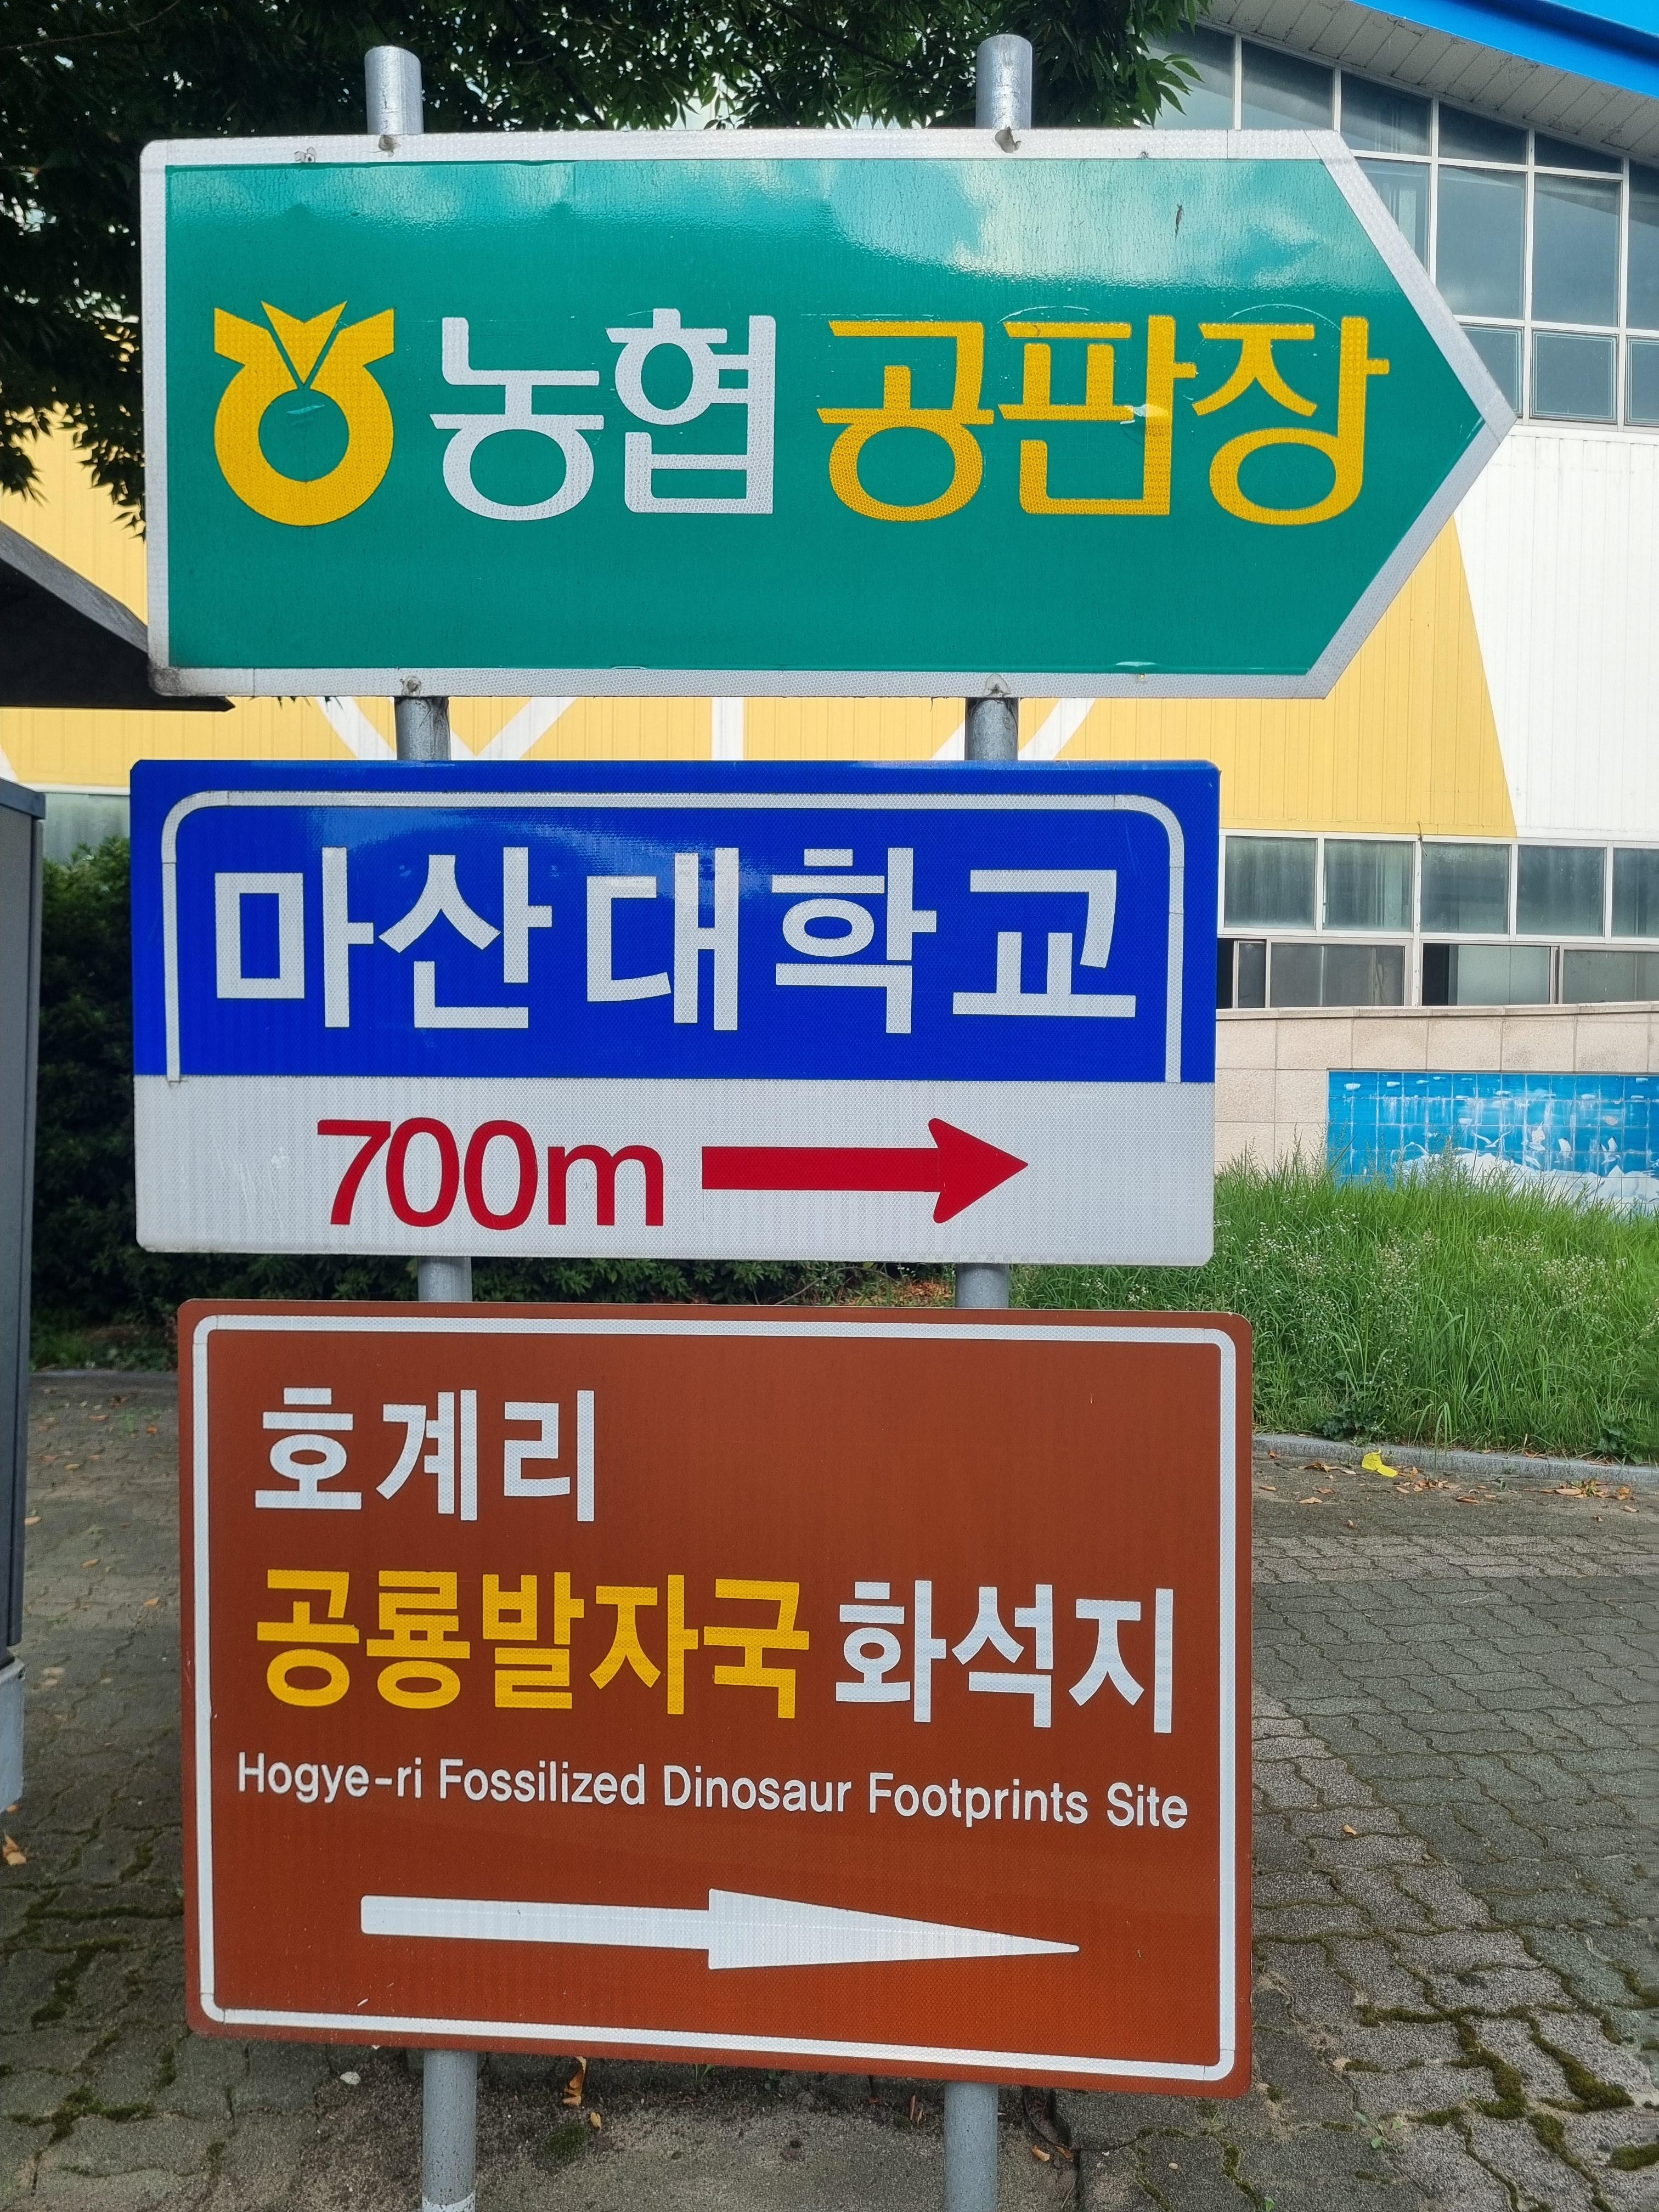 농협 공판장
마산대학교
700m
호계리
공룡발자국 화석지
Hogye-ri Fossilized Dinosaur Footprints Site